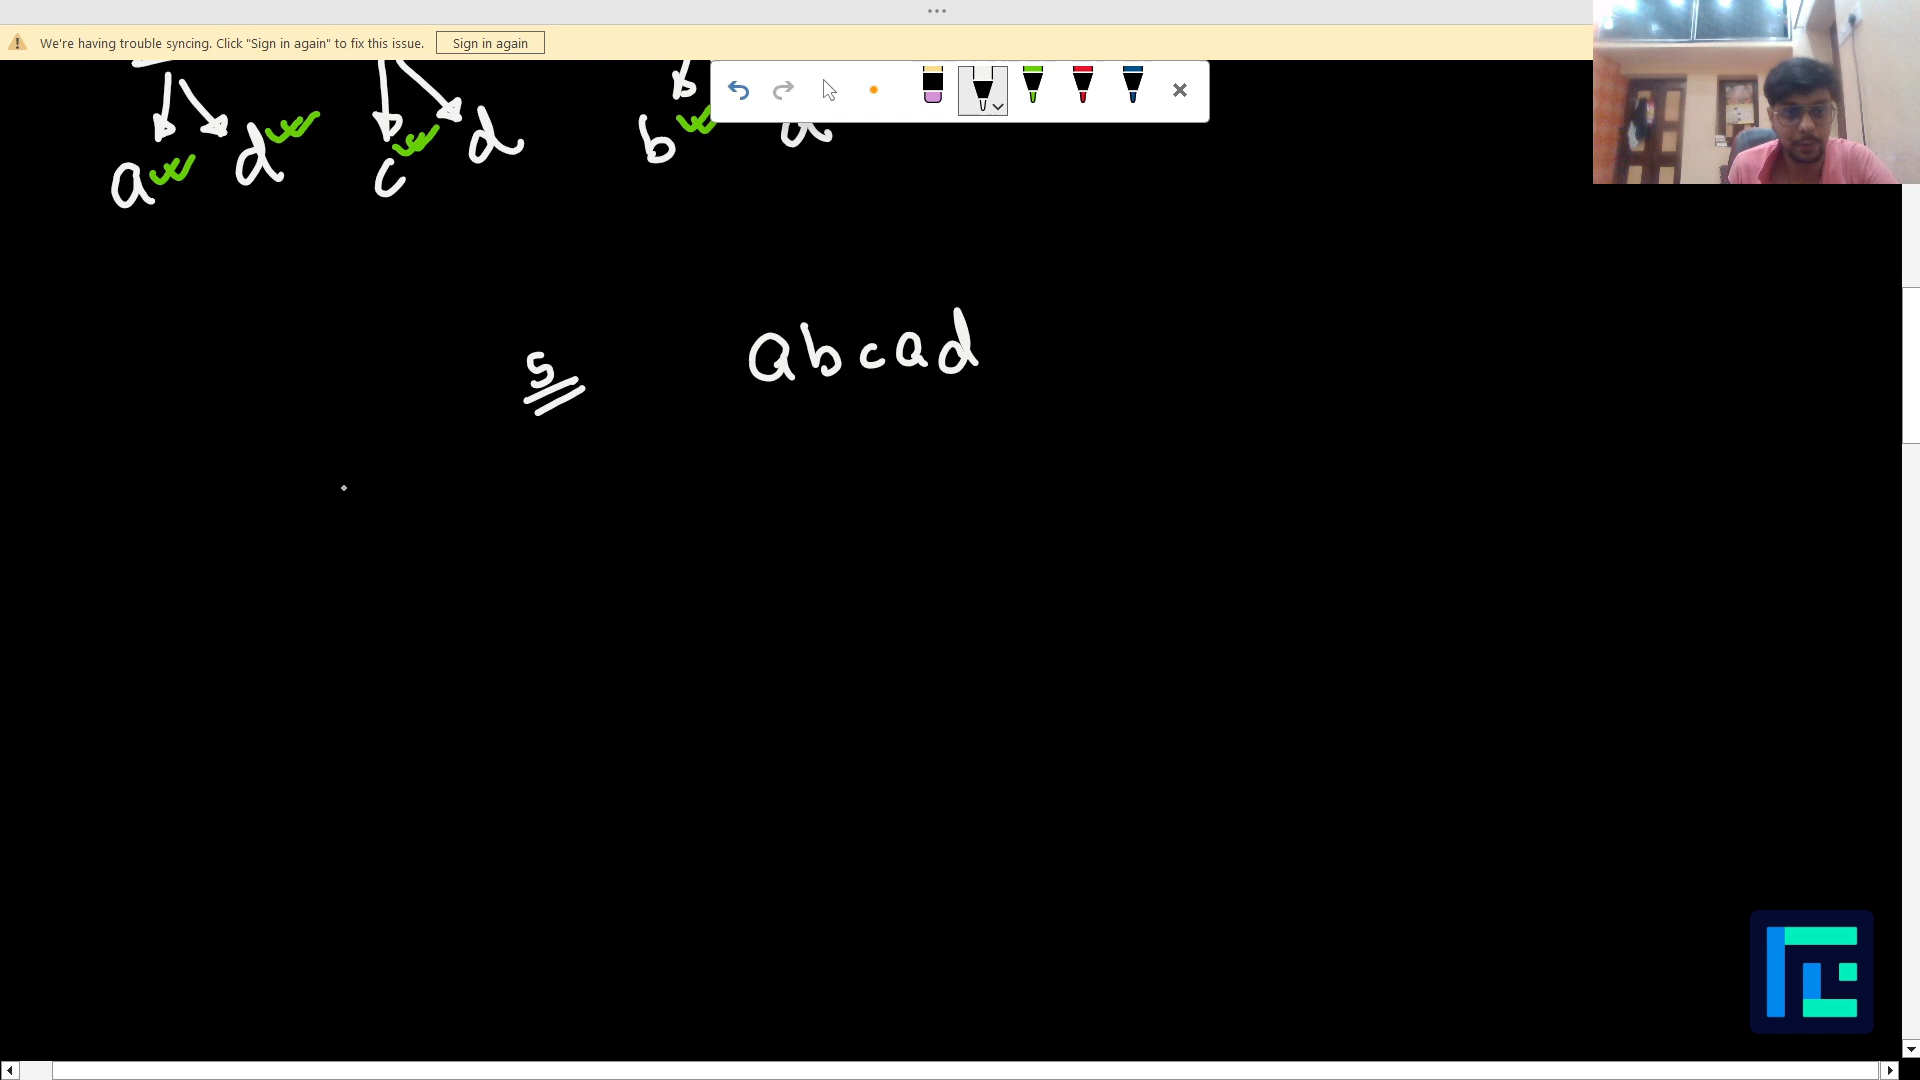 We're having trouble syncing. Click "Sign in again" to fix this issue. Sign in again
a d c d b
5 abcad